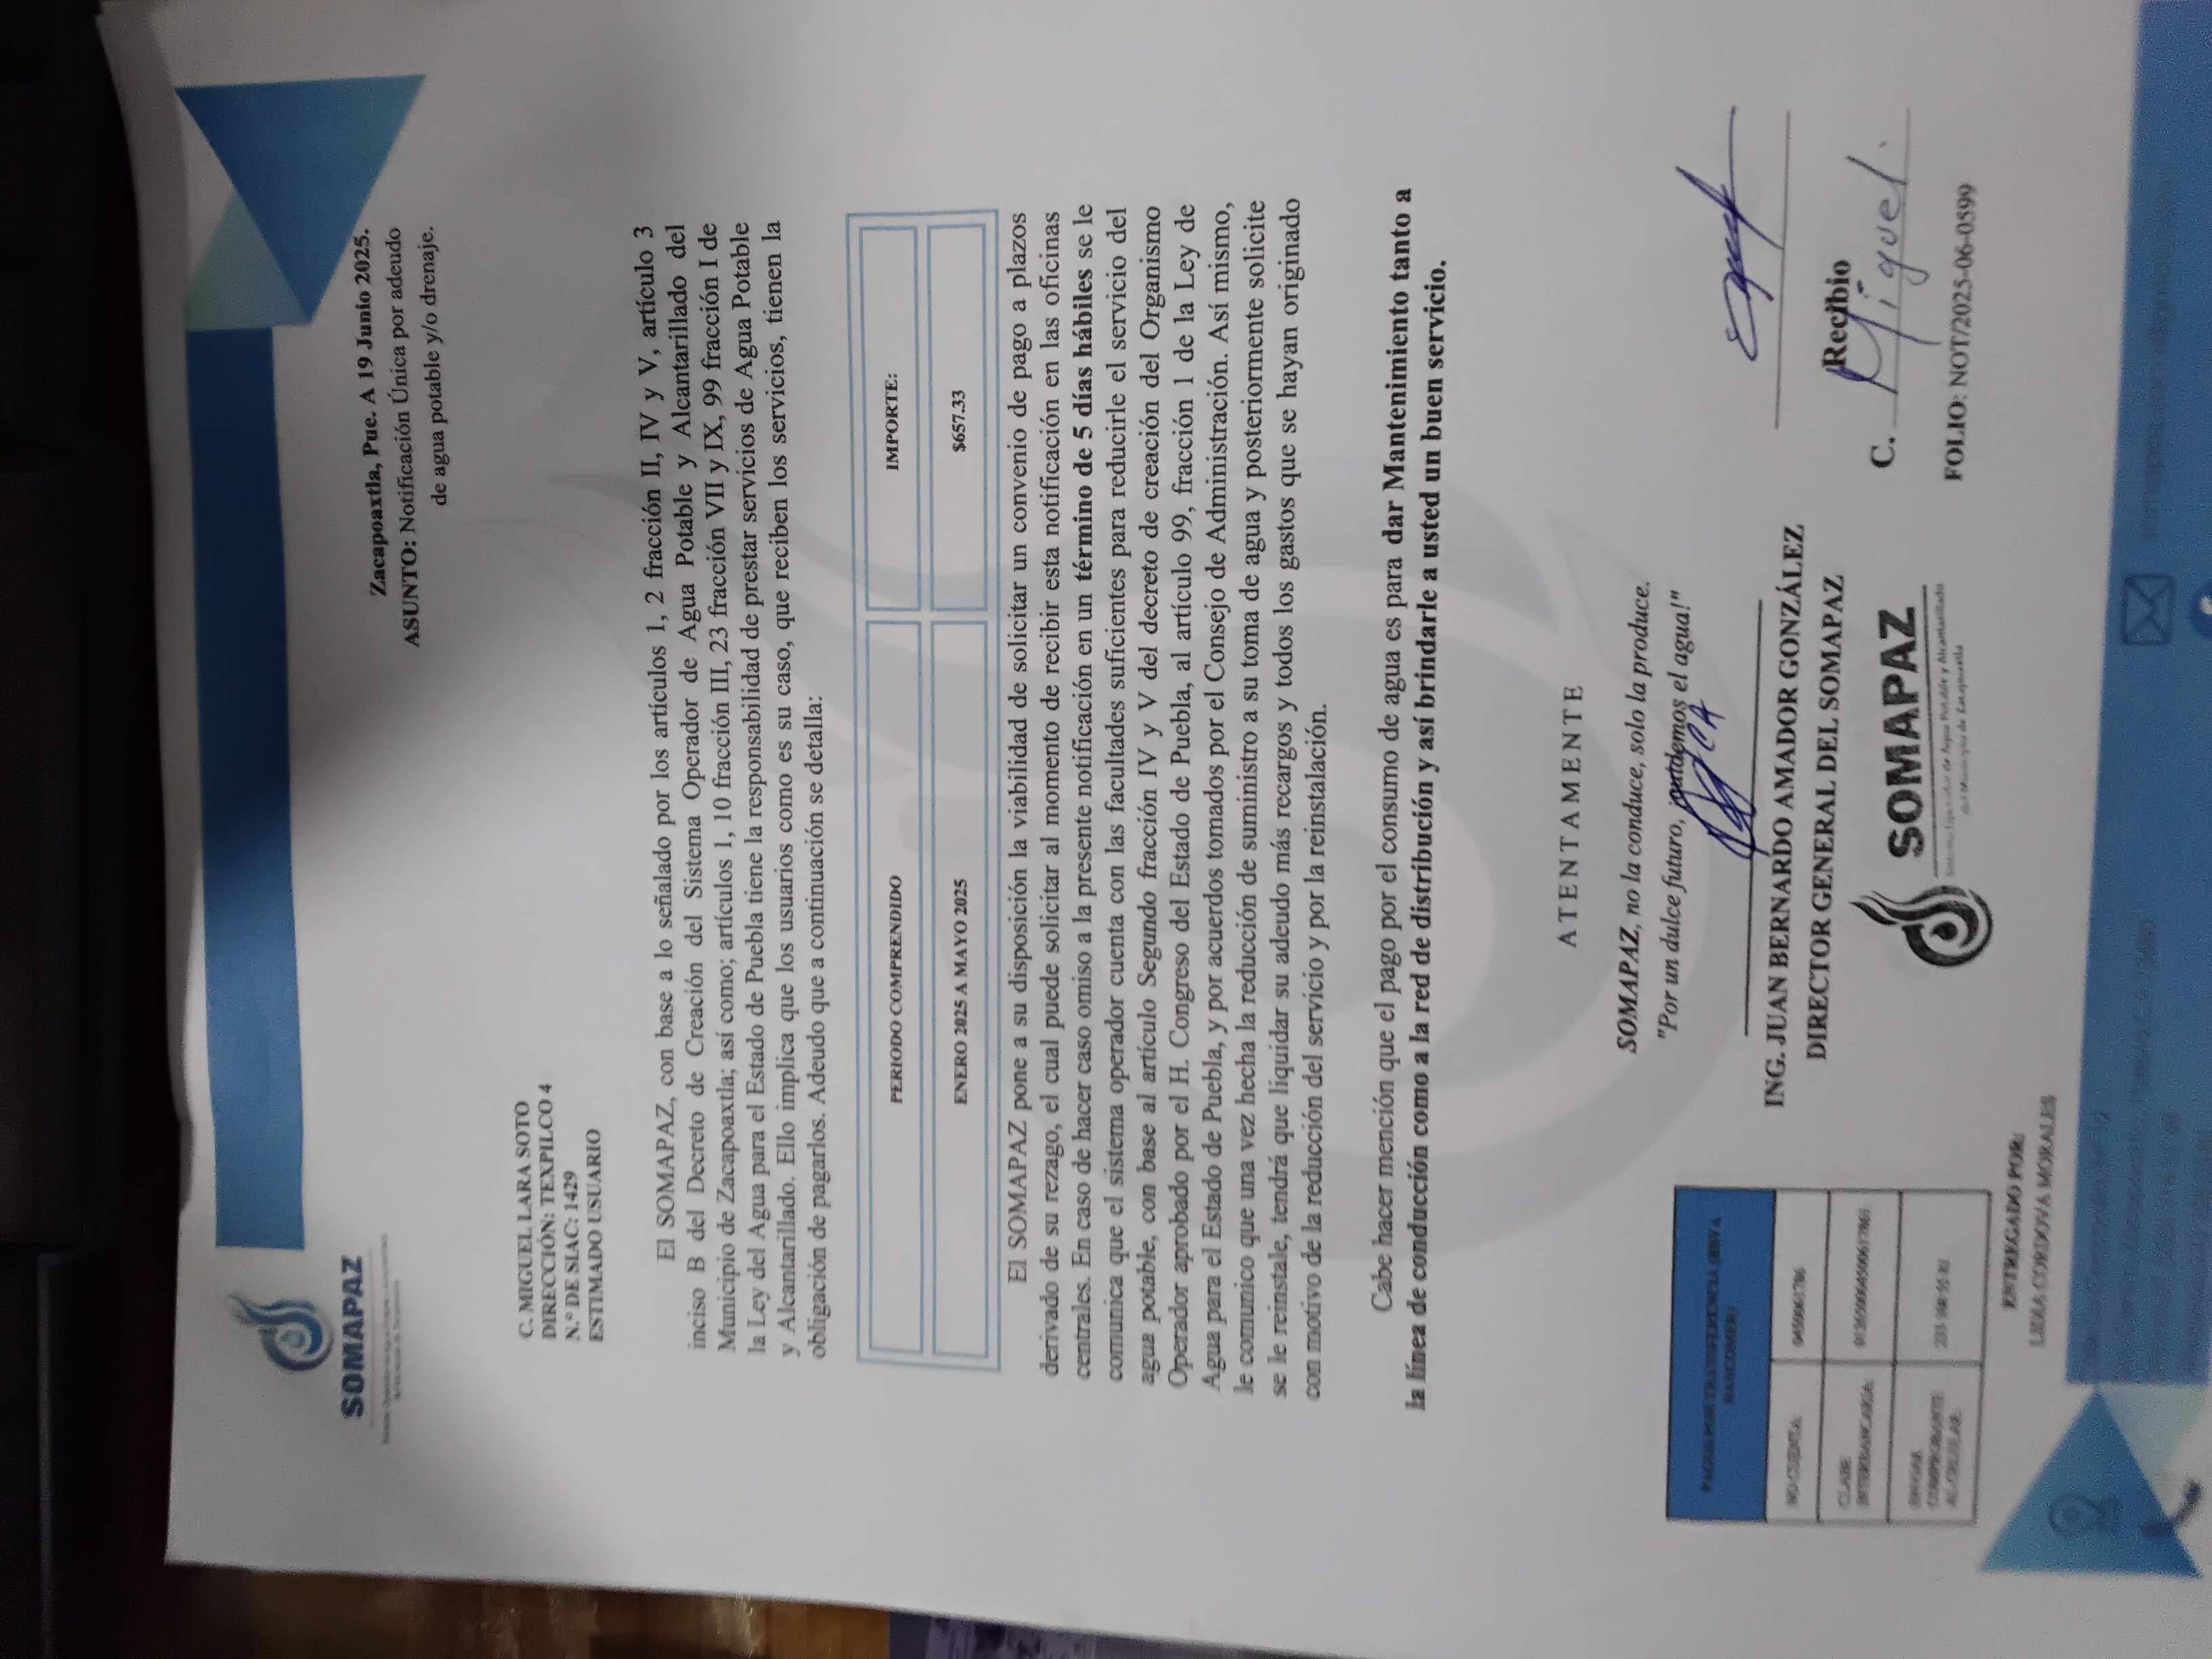 SOMAPAZ
Zacapoaxtla, Pue. A 19 Junio 2025.
ASUNTO: Notificación Única por adeudo
de agua potable y/o drenaje.
C. MIGUEL LARA SOTO
DIRECCIÓN: TEXPILCO 4
N.° DE SIAC: 1429
ESTIMADO USUARIO
El SOMAPAZ, con base a lo señalado por los artículos 1, 2 fracción II, IV y V, artículo 3
inciso B del Decreto de Creación del Sistema Operador de Agua Potable y Alcantarillado del
Municipio de Zacapoaxtla; así como; artículos 1, 10 fracción III, 23 fracción VII y IX, 99 fracción I de
la Ley del Agua para el Estado de Puebla tiene la responsabilidad de prestar servicios de Agua Potable
y Alcantarillado. Ello implica que los usuarios como es su caso, que reciben los servicios, tienen la
obligación de pagarlos. Adeudo que a continuación se detalla:
PERIODO COMPRENDIDO IMPORTE:
ENERO 2025 A MAYO 2025 $657.33
El SOMAPAZ pone a su disposición la viabilidad de solicitar un convenio de pago a plazos
derivado de su rezago, el cual puede solicitar al momento de recibir esta notificación en las oficinas
centrales. En caso de hacer caso omiso a la presente notificación en un término de 5 días hábiles se le
comunica que el sistema operador cuenta con las facultades suficientes para reducirle el servicio del
agua potable, con base al artículo Segundo fracción IV y V del decreto de creación del Organismo
Operador aprobado por el H. Congreso del Estado de Puebla, al artículo 99, fracción 1 de la Ley de
Agua para el Estado de Puebla, y por acuerdos tomados por el Consejo de Administración. Así mismo,
le comunico que una vez hecha la reducción de suministro a su toma de agua y posteriormente solicite
se le reinstale, tendrá que liquidar su adeudo más recargos y todos los gastos que se hayan originado
con motivo de la reducción del servicio y por la reinstalación.
Cabe hacer mención que el pago por el consumo de agua es para dar Mantenimiento tanto a
la línea de conducción como a la red de distribución y así brindarle a usted un buen servicio.
ATENTAMENTE
SOMAPAZ, no la conduce, solo la produce.
"Por un dulce futuro, ¡cuidemos el agua!"
ING. JUAN BERNARDO AMADOR GONZÁLEZ
DIRECTOR GENERAL DEL SOMAPAZ
SOMAPAZ
Sistema Operador de Agua Potable y Alcantarillado
del Municipio de Zacapoaxtla
Recibio
C. Miguel.
FOLIO: NOT/2025-06-0599
PAGOS POR TRANSFERENCIA (BBVA
BANCOMER)
NO CUENTA:
CLABE
INTERBANCARIA:
ENVIAR
COMPROBANTE
AL CELULAR:
ENTREGADO POR:
LIDIA CORDOVA MORALES